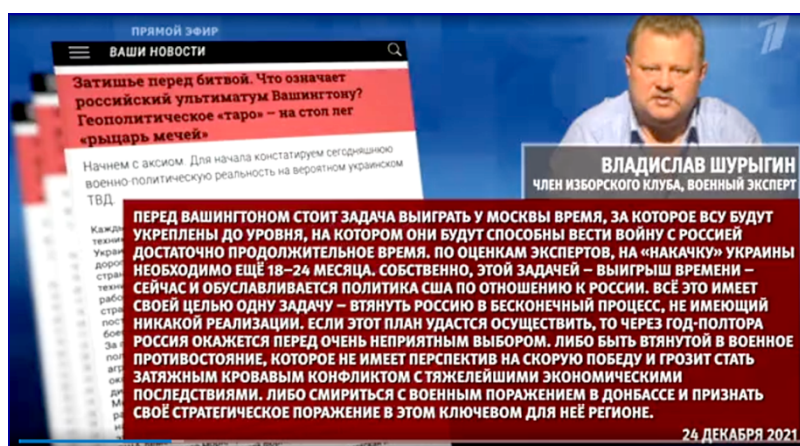 ПРЯМОЙ ЭФИР
ВАШИ НОВОСТИ
Затишье перед битвой. Что означает
российский ультиматум Вашингтону?
Геополитическое «таро» – на стол лег
«рыцарь мечей»
Начнем с аксиом. Для начала констатируем сегодняшнюю
военно-политическую реальность на вероятном украинском
ТВД.
ВЛАДИСЛАВ ШУРЫГИН
ЧЛЕН ИЗБОРСКОГО КЛУБА, ВОЕННЫЙ ЭКСПЕРТ
ПЕРЕД ВАШИНГТОНОМ СТОИТ ЗАДАЧА ВЫИГРАТЬ У МОСКВЫ ВРЕМЯ, ЗА КОТОРОЕ ВСУ БУДУТ
УКРЕПЛЕНЫ ДО УРОВНЯ, НА КОТОРОМ ОНИ БУДУТ СПОСОБНЫ ВЕСТИ ВОЙНУ С РОССИЕЙ
ДОСТАТОЧНО ПРОДОЛЖИТЕЛЬНОЕ ВРЕМЯ. ПО ОЦЕНКАМ ЭКСПЕРТОВ, НА «НАКАЧКУ» УКРАИНЫ
НЕОБХОДИМО ЕЩЁ 18–24 МЕСЯЦА. СОБСТВЕННО, ЭТОЙ ЗАДАЧЕЙ – ВЫИГРЫШ ВРЕМЕНИ –
СЕЙЧАС И ОБУСЛАВЛИВАЕТСЯ ПОЛИТИКА США ПО ОТНОШЕНИЮ К РОССИИ. ВСЁ ЭТО ИМЕЕТ
СВОЕЙ ЦЕЛЬЮ ОДНУ ЗАДАЧУ – ВТЯНУТЬ РОССИЮ В БЕСКОНЕЧНЫЙ ПРОЦЕСС, НЕ ИМЕЮЩИЙ
НИКАКОЙ РЕАЛИЗАЦИИ. ЕСЛИ ЭТОТ ПЛАН УДАСТСЯ ОСУЩЕСТВИТЬ, ТО ЧЕРЕЗ ГОД-ПОЛТОРА
РОССИЯ ОКАЖЕТСЯ ПЕРЕД ОЧЕНЬ НЕПРИЯТНЫМ ВЫБОРОМ. ЛИБО БЫТЬ ВТЯНУТОЙ В ВОЕННОЕ
ПРОТИВОСТОЯНИЕ, КОТОРОЕ НЕ ИМЕЕТ ПЕРСПЕКТИВ НА СКОРУЮ ПОБЕДУ И ГРОЗИТ СТАТЬ
ЗАТЯЖНЫМ КРОВАВЫМ КОНФЛИКТОМ С ТЯЖЕЛЕЙШИМИ ЭКОНОМИЧЕСКИМИ
ПОСЛЕДСТВИЯМИ. ЛИБО СМИРИТЬСЯ С ВОЕННЫМ ПОРАЖЕНИЕМ В ДОНБАССЕ И ПРИЗНАТЬ
СВОЁ СТРАТЕГИЧЕСКОЕ ПОРАЖЕНИЕ В ЭТОМ КЛЮЧЕВОМ ДЛЯ НЕЁ РЕГИОНЕ.
24 ДЕКАБРЯ 2021